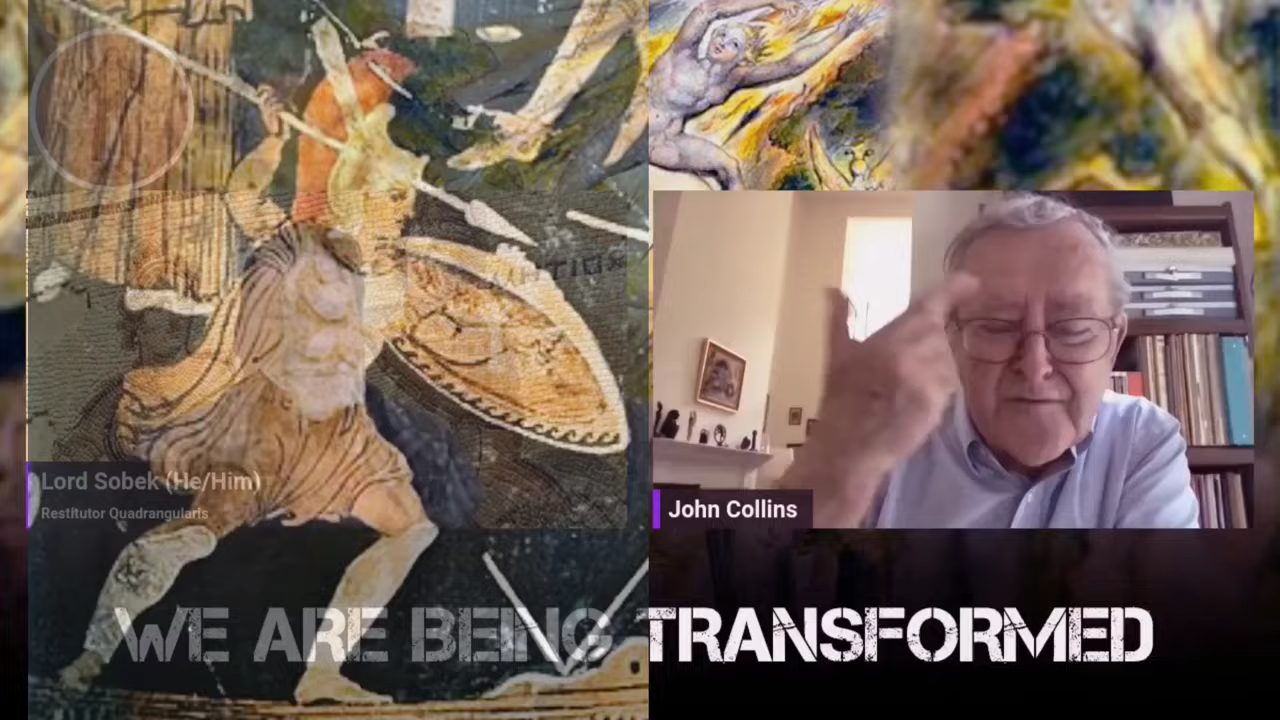 Lord Sobek (He/Him)
Restitutor Quadrangularis
John Collins
WE ARE BEING TRANSFORMED